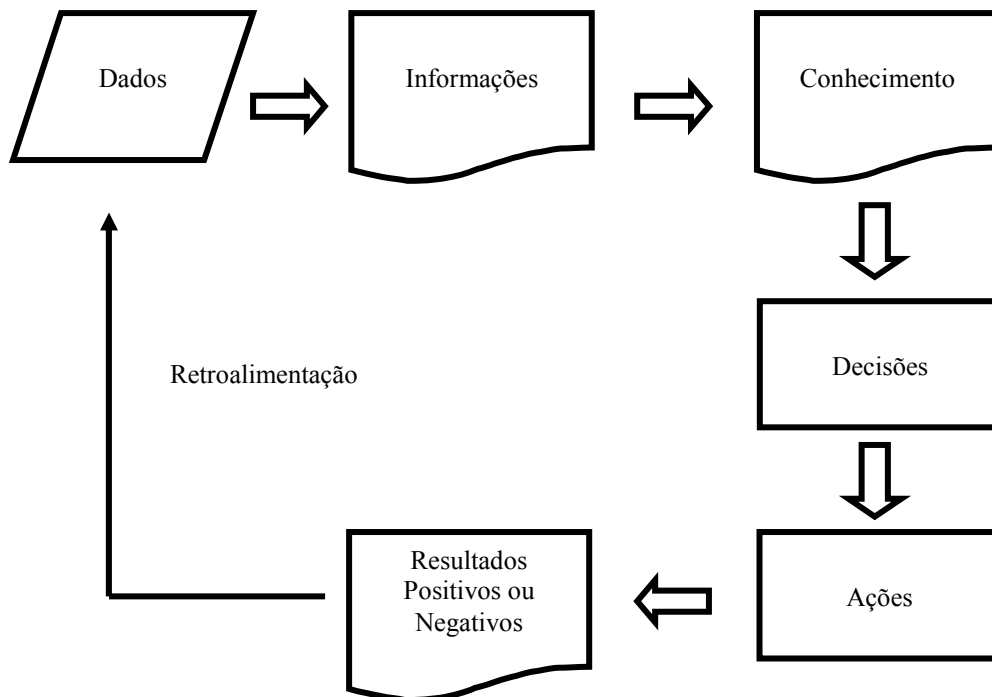 Dados
Informações
Conhecimento
Decisões
Retroalimentação
Ações
Resultados
Positivos ou
Negativos